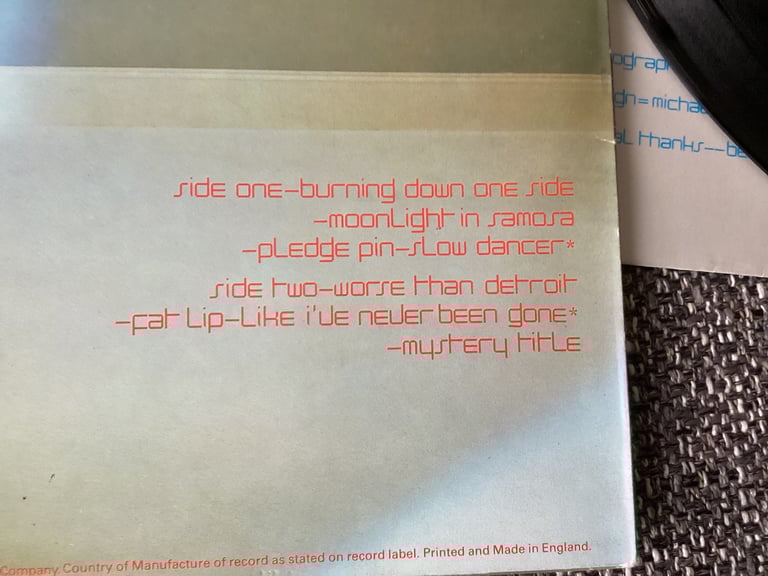 side one–burning down one side
–moonlight in samosa
–pledge pin–slow dancer*
side two–worse than detroit
–fat lip–like i've never been gone*
–mystery title
Company. Country of Manufacture of record as stated on record label. Printed and Made in England.
thanks––be